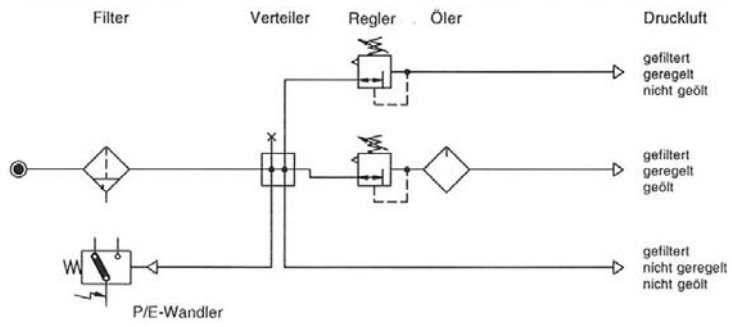 Filter Verteiler Regler Öler Druckluft
gefiltert
geregelt
nicht geölt
gefiltert
geregelt
geölt
gefiltert
nicht geregelt
nicht geölt
P/E-Wandler